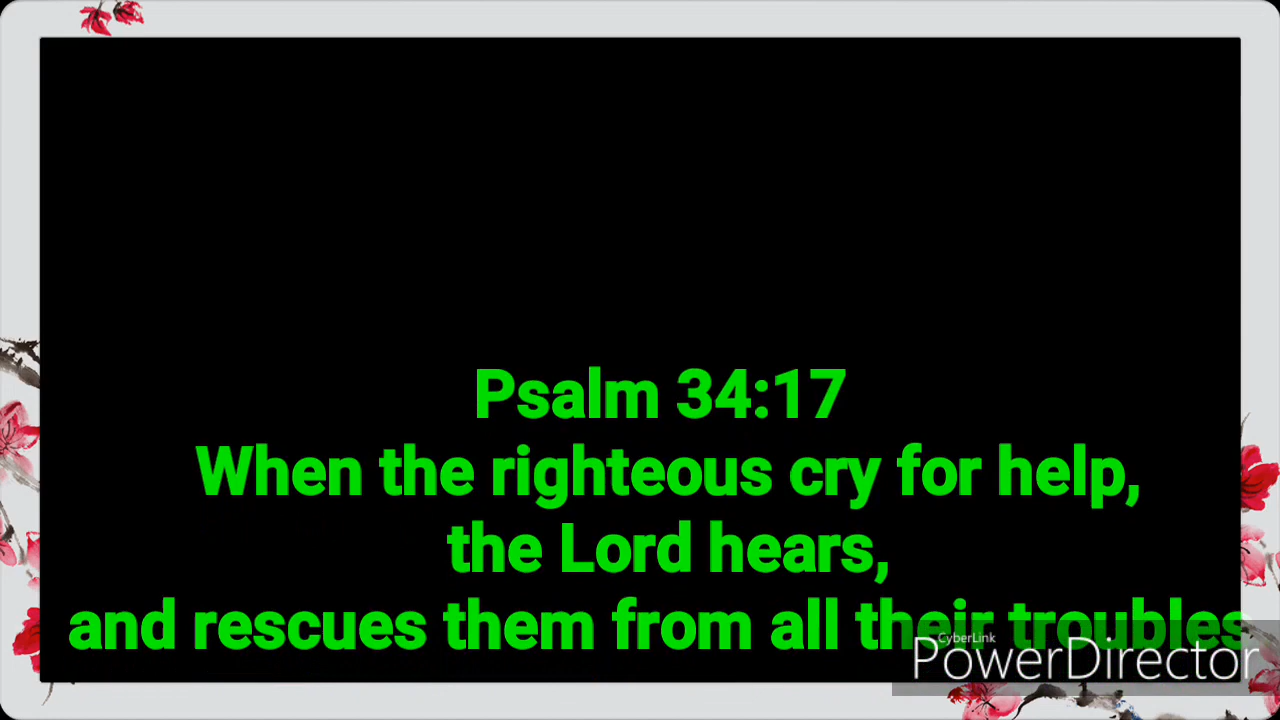 Psalm 34:17
When the righteous cry for help,
the Lord hears,
and rescues them from all their troubles
CyberLink
PowerDirector